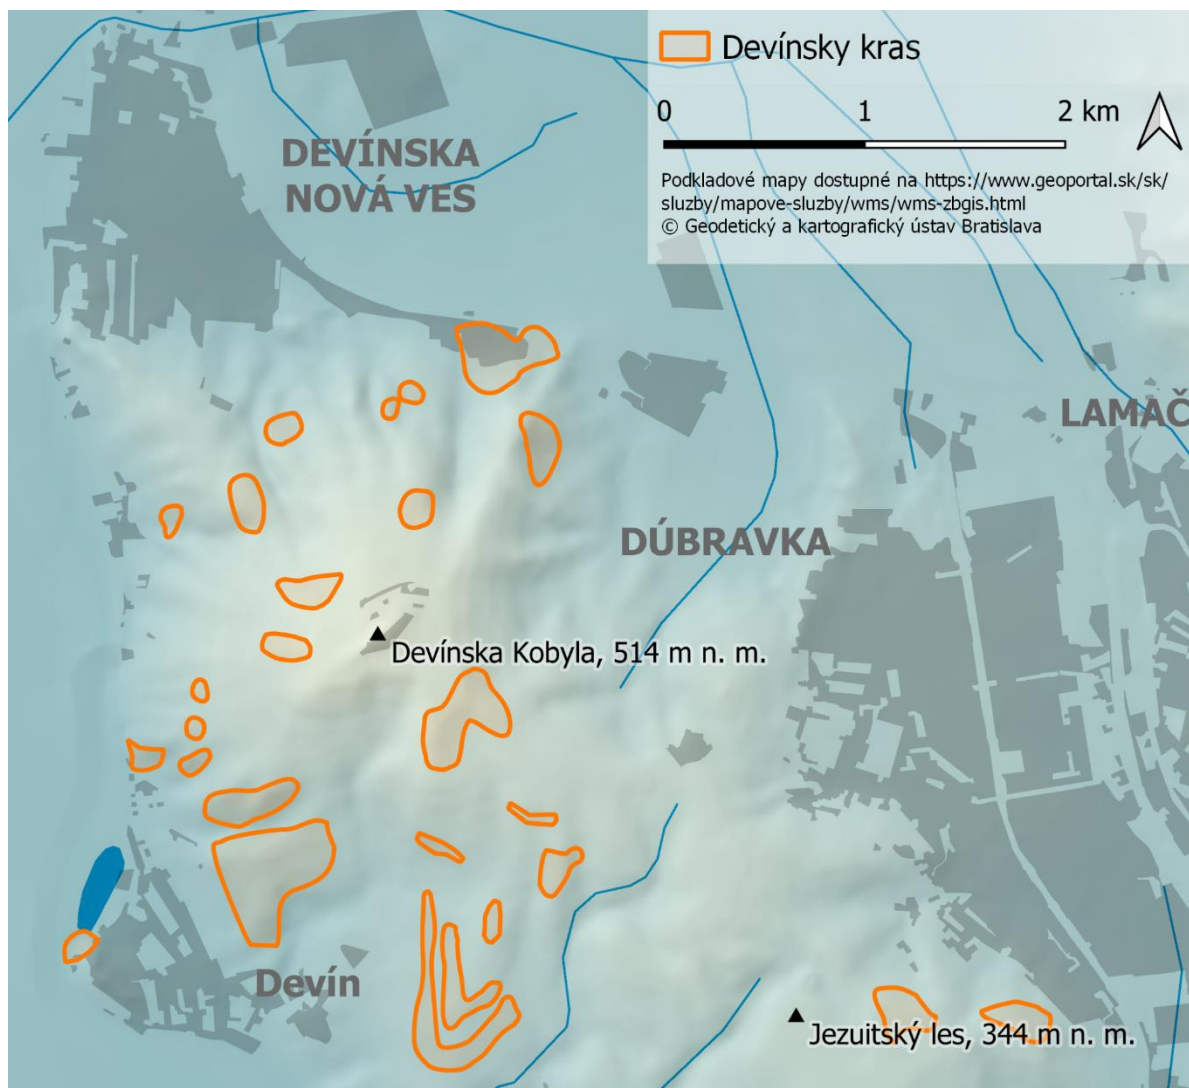 Devínsky kras
0 1 2 km
Podkladové mapy dostupné na https://www.geoportal.sk/sk/
sluzby/mapove-sluzby/wms/wms-zbgis.html
© Geodetický a kartografický ústav Bratislava
DEVÍNSKA
NOVÁ VES
LAMAČ
DÚBRAVKA
Devínska Kobyla, 514 m n. m.
Devín
Jezuitský les, 344 m n. m.